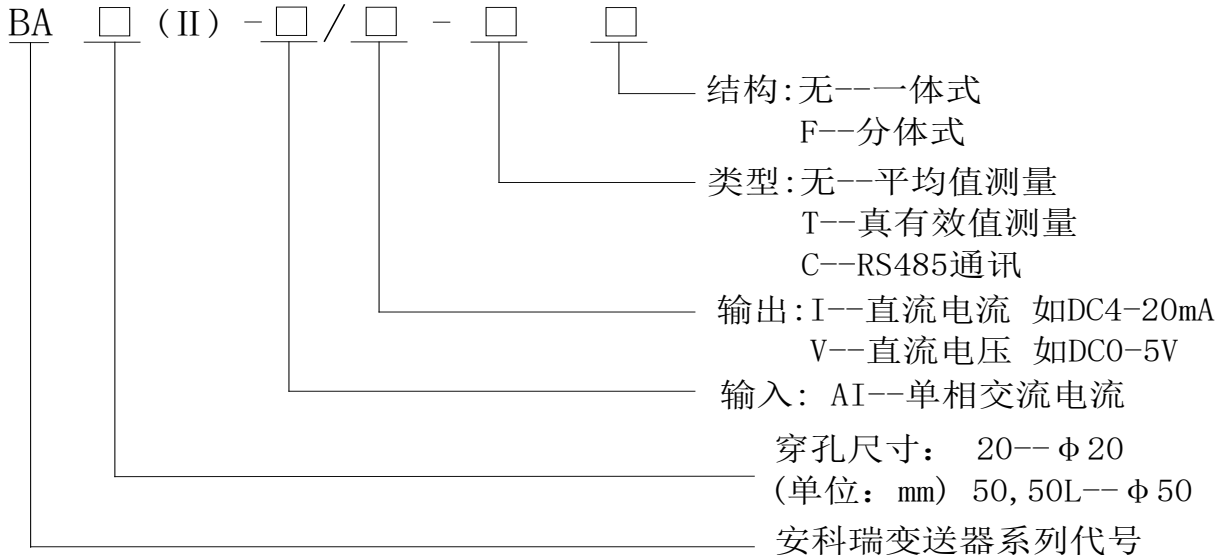 BA □ (II) -□/□ -□ □
结构:无--一体式
F--分体式
类型:无--平均值测量
T--真有效值测量
C--RS485通讯
输出:I--直流电流 如DC4-20mA
V--直流电压 如DC0-5V
输入: AI--单相交流电流
穿孔尺寸： 20--φ20
(单位：mm) 50,50L--φ50
安科瑞变送器系列代号